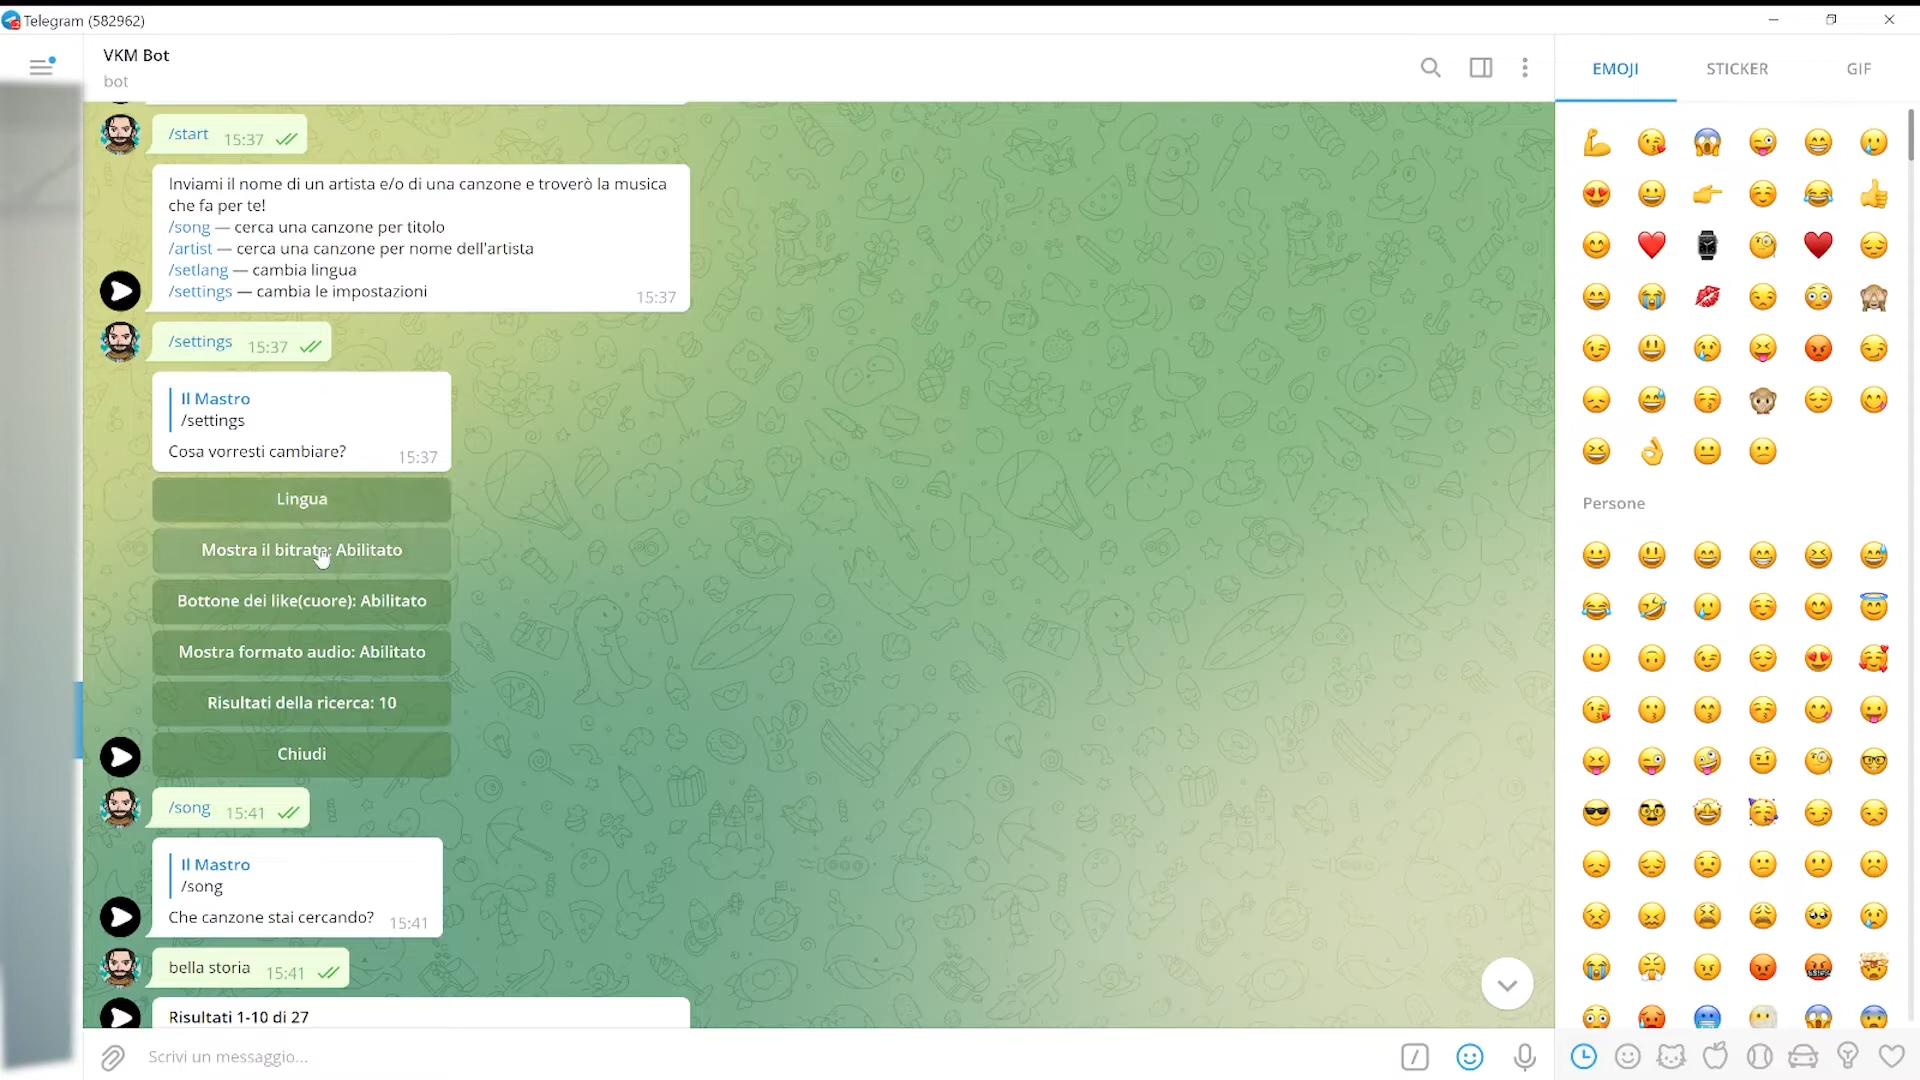 Telegram (582962)
VKM Bot
bot
/start 15:37
Inviami il nome di un artista e/o di una canzone e troverò la musica
che fa per te!
/song — cerca una canzone per titolo
/artist — cerca una canzone per nome dell'artista
/setlang — cambia lingua
/settings — cambia le impostazioni
15:37
/settings 15:37
Il Mastro
/settings
Cosa vorresti cambiare? 15:37
Lingua
Mostra il bitrate: Abilitato
Bottone dei like(cuore): Abilitato
Mostra formato audio: Abilitato
Risultati della ricerca: 10
Chiudi
/song 15:41
Il Mastro
/song
Che canzone stai cercando? 15:41
bella storia 15:41
Risultati 1-10 di 27
Scrivi un messaggio...
EMOJI STICKER GIF
Persone